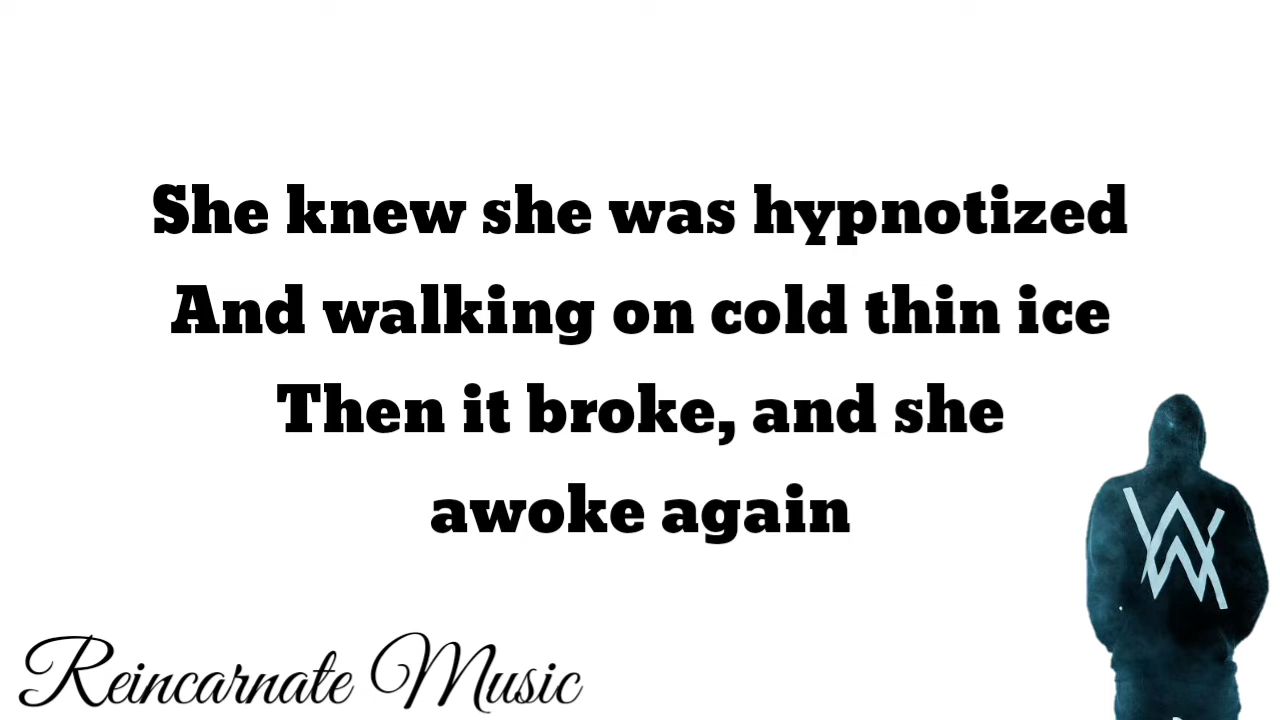 She knew she was hypnotized
And walking on cold thin ice
Then it broke, and she
awoke again
Reincarnate Music